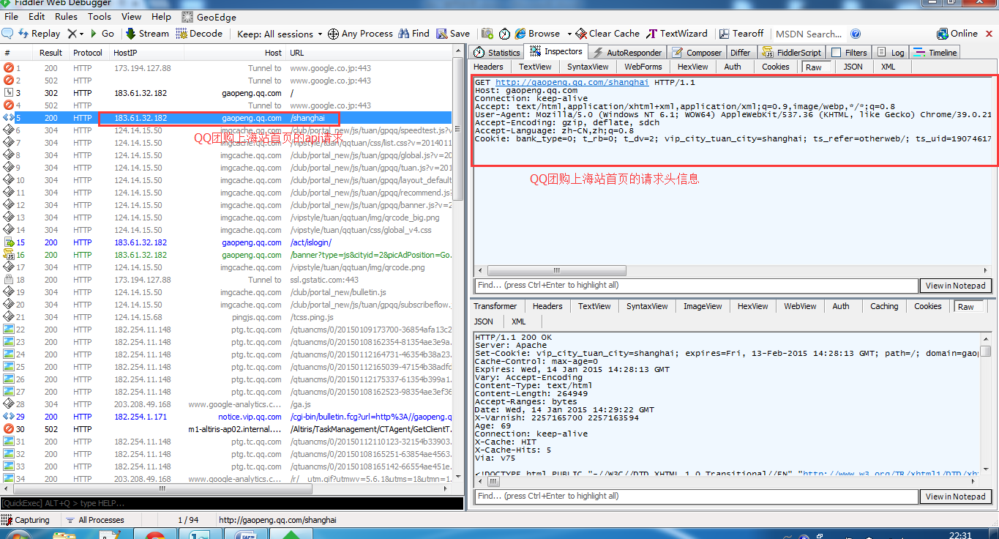 Fiddler Web Debugger
File Edit Rules Tools View Help GeoEdge
Replay Go Stream Decode Keep: All sessions Any Process Find Save Browse Clear Cache TextWizard Tearoff MSDN Search... Online
# Result Protocol HostIP Host URL
1 200 HTTP 173.194.127.88 Tunnel to www.google.co.jp:443
2 502 HTTP Tunnel to www.google.co.jp:443
3 302 HTTP 183.61.32.182 gaopeng.qq.com /
4 502 HTTP Tunnel to www.google.co.jp:443
5 200 HTTP 183.61.32.182 gaopeng.qq.com /shanghai
6 304 HTTP 124.14.15.50 imgcache.qq.com /club/portal_new/js/tuan/gpqq/speedtest.js?v=
QQ团购上海站首页的api请求
7 304 HTTP 124.14.15.50 imgcache.qq.com /vipstyle/tuan/qqtuan/css/list.css?v=2014011
8 304 HTTP 124.14.15.50 imgcache.qq.com /club/portal_new/js/tuan/gpqq/global.js?v=20
9 304 HTTP 124.14.15.50 imgcache.qq.com /club/portal_new/js/tuan/gpqq/tuan.js?v=201
10 304 HTTP 124.14.15.50 imgcache.qq.com /club/portal_new/js/tuan/gpqq/layout_default
11 304 HTTP 124.14.15.50 imgcache.qq.com /club/portal_new/js/tuan/gpqq/recommend.js?
12 304 HTTP 124.14.15.50 imgcache.qq.com /club/portal_new/js/tuan/gpqq/banner.js?v=2
13 304 HTTP 124.14.15.50 imgcache.qq.com /vipstyle/tuan/qqtuan/img/qrcode_big.png
14 304 HTTP 124.14.15.50 imgcache.qq.com /vipstyle/tuan/qqtuan/css/global_v4.css
15 200 HTTP 183.61.32.182 gaopeng.qq.com /act/islogin/
16 200 HTTP 183.61.32.182 gaopeng.qq.com /banner?type=js&cityid=2&picAdPosition=Go.
17 304 HTTP 124.14.15.50 imgcache.qq.com /vipstyle/tuan/qqtuan/img/qrcode.png
18 200 HTTP 173.194.127.88 Tunnel to ssl.gstatic.com:443
19 304 HTTP 124.14.15.50 imgcache.qq.com /club/portal_new/bulletin.js
20 304 HTTP 124.14.15.50 imgcache.qq.com /club/portal_new/js/tuan/gpqq/subscribeflow.
21 304 HTTP 124.14.15.68 pingjs.qq.com /tcss.ping.js
22 200 HTTP 182.254.11.148 ptg.tc.qq.com /qtuancms/0/20150109173700-36854afa13c2
23 200 HTTP 182.254.11.148 ptg.tc.qq.com /qtuancms/0/20150108162354-81354ae3e9a.
24 200 HTTP 182.254.11.148 ptg.tc.qq.com /qtuancms/0/20150112164731-46354b38a23.
25 200 HTTP 182.254.11.148 ptg.tc.qq.com /qtuancms/0/20150112165039-47154b38adfd
26 200 HTTP 182.254.11.148 ptg.tc.qq.com /qtuancms/0/20150112175337-61354b399a1.
27 200 HTTP 182.254.11.148 ptg.tc.qq.com /qtuancms/0/20150108162523-98354ae3ef36
28 304 HTTP 203.208.49.168 www.google-analytics.c... /ga.js
29 200 HTTP 182.254.1.171 notice.vip.qq.com /cgi-bin/bulletin.fcg?url=http%3A//gaopeng.q
30 502 HTTP m1-altiris-ap02.internal.... /Altiris/TaskManagement/CTAgent/GetClientT.
31 200 HTTP 182.254.11.148 ptg.tc.qq.com /qtuancms/0/20150112110123-32154b33903.
32 200 HTTP 182.254.11.148 ptg.tc.qq.com /qtuancms/0/20150108165251-63854ae4563.
33 200 HTTP 182.254.11.148 ptg.tc.qq.com /qtuancms/0/20150108165142-66554ae451e.
34 200 HTTP 203.208.49.168 www.google-analytics.c... /r/__utm.gif?utmwv=5.6.1&utms=1&utmn=1.
[QuickExec] ALT+Q > type HELP...
Capturing All Processes 1 / 94 http://gaopeng.qq.com/shanghai
Statistics Inspectors AutoResponder Composer Differ FiddlerScript Filters Log Timeline
Headers TextView SyntaxView WebForms HexView Auth Cookies Raw JSON XML
GET http://gaopeng.qq.com/shanghai HTTP/1.1
Host: gaopeng.qq.com
Connection: keep-alive
Accept: text/html,application/xhtml+xml,application/xml;q=0.9,image/webp,*/*;q=0.8
User-Agent: Mozilla/5.0 (Windows NT 6.1; WOW64) AppleWebKit/537.36 (KHTML, like Gecko) Chrome/39.0.21
Accept-Encoding: gzip, deflate, sdch
Accept-Language: zh-CN,zh;q=0.8
Cookie: bank_type=0; t_rb=0; t_dv=2; vip_city_tuan_city=shanghai; ts_refer=otherweb/; ts_uid=19074617
QQ团购上海站首页的请求头信息
Find... (press Ctrl+Enter to highlight all) View in Notepad
Transformer Headers TextView SyntaxView ImageView HexView WebView Auth Caching Cookies Raw
JSON XML
HTTP/1.1 200 OK
Server: Apache
Set-Cookie: vip_city_tuan_city=shanghai; expires=Fri, 13-Feb-2015 14:28:13 GMT; path=/; domain=gaop
Cache-Control: max-age=0
Expires: Wed, 14 Jan 2015 14:28:13 GMT
Vary: Accept-Encoding
Content-Type: text/html
Content-Length: 264949
Accept-Ranges: bytes
Date: Wed, 14 Jan 2015 14:29:22 GMT
X-Varnish: 2257165700 2257163594
Age: 69
Connection: keep-alive
X-Cache: HIT
X-Cache-Hits: 5
Via: v75
<!DOCTYPE html PUBLIC "-//W3C//DTD XHTML 1.0 Transitional//EN" "http://www.w3.org/TR/xhtml1/DTD/xh
Find... (press Ctrl+Enter to highlight all) View in Notepad
22:31